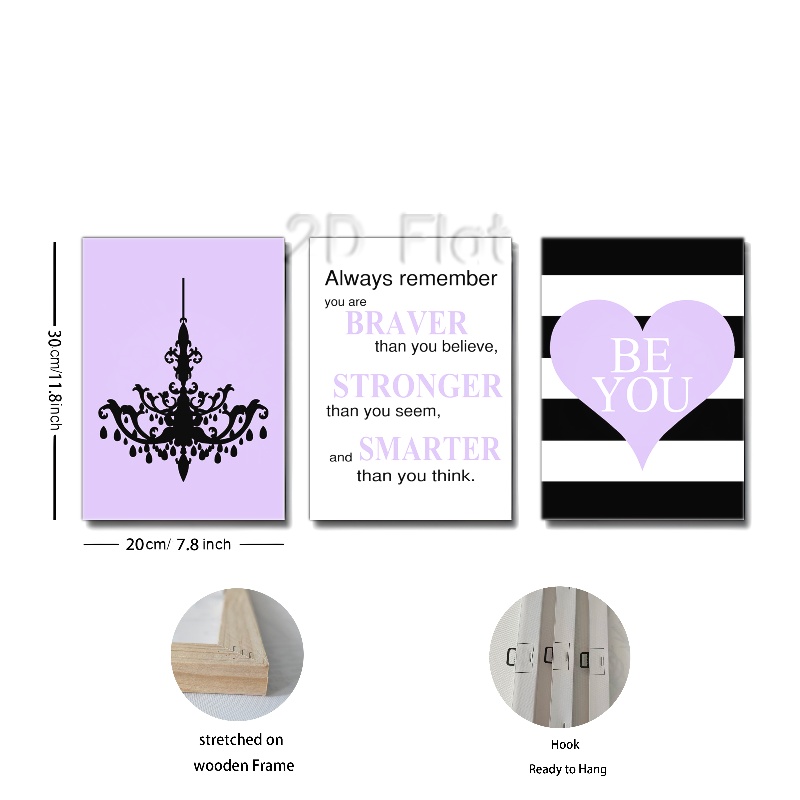 2D Flat
Always remember
you are
BRAVER
than you believe,
STRONGER
than you seem,
and SMARTER
than you think.
BE
YOU
30cm/11.8inch
20cm/ 7.8 inch
stretched on
wooden Frame
Hook
Ready to Hang